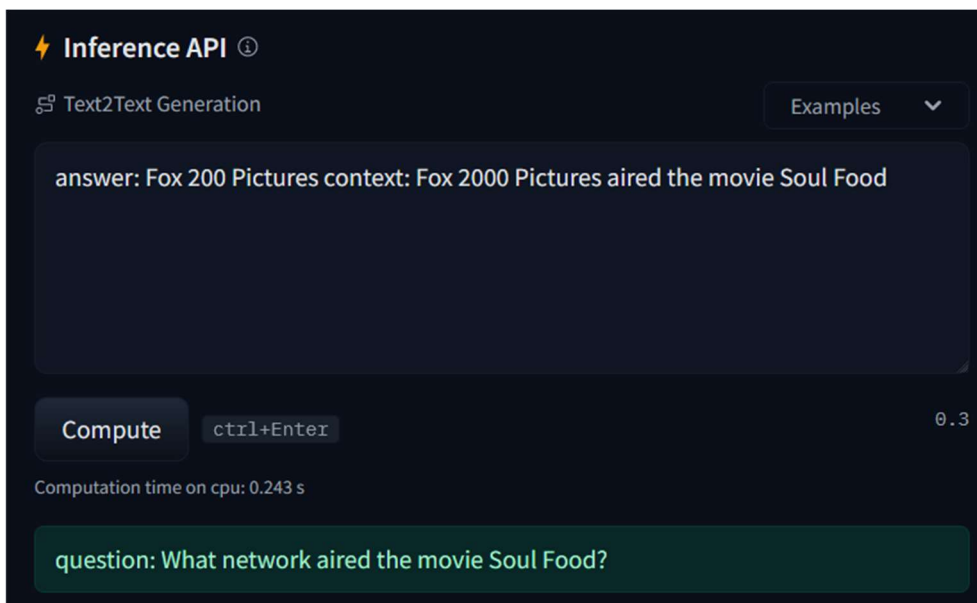 Inference API
Text2Text Generation
Examples
answer: Fox 200 Pictures context: Fox 2000 Pictures aired the movie Soul Food
Compute
ctrl+Enter
0.3
Computation time on cpu: 0.243 s
question: What network aired the movie Soul Food?